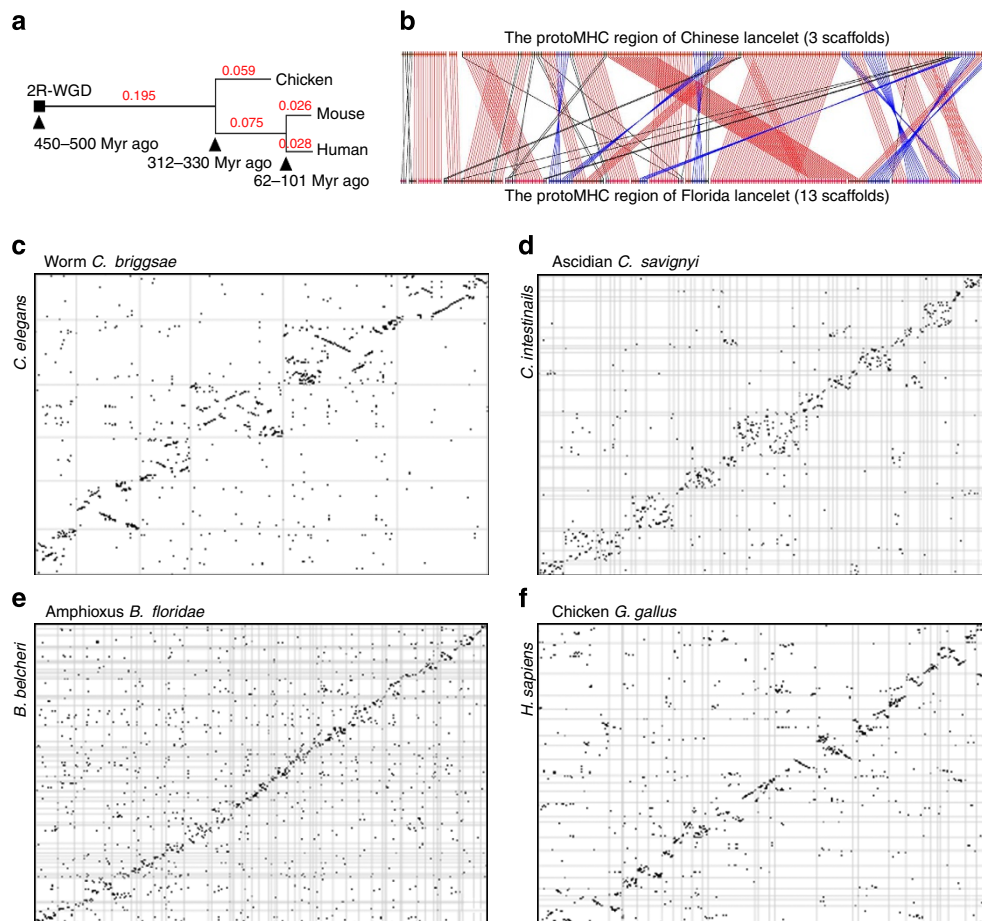 a
2R-WGD
0.195
0.059
Chicken
0.026
Mouse
0.075
0.028
Human
450–500 Myr ago
312–330 Myr ago
62–101 Myr ago
b
The protoMHC region of Chinese lancelet (3 scaffolds)
The protoMHC region of Florida lancelet (13 scaffolds)
c
Worm C. briggsae
C. elegans
d
Ascidian C. savignyi
C. intestinails
e
Amphioxus B. floridae
B. belcheri
f
Chicken G. gallus
H. sapiens